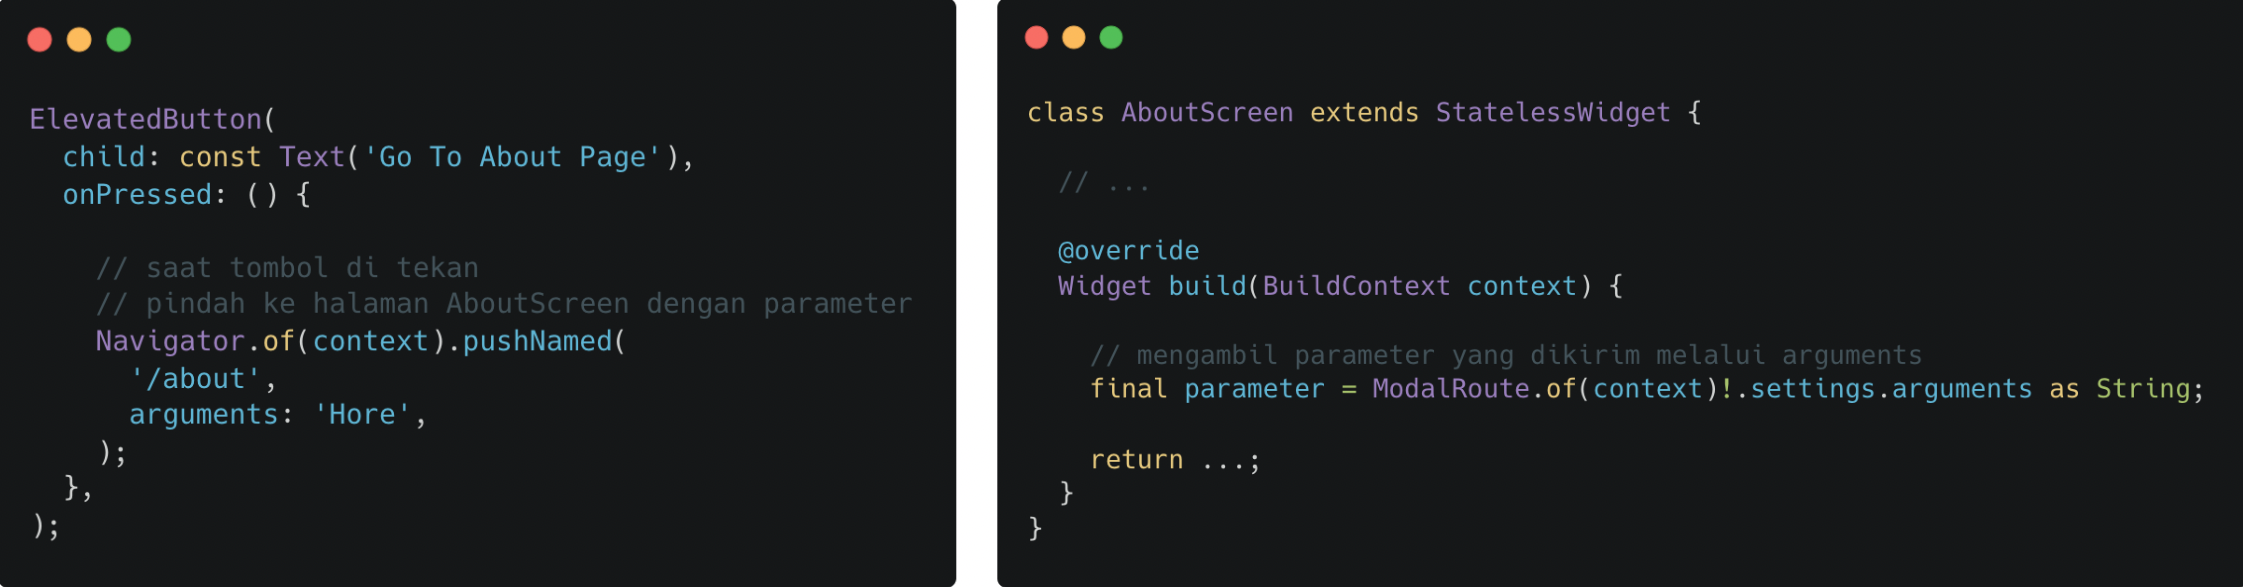 ElevatedButton(
  child: const Text('Go To About Page'),
  onPressed: () {

    // saat tombol di tekan
    // pindah ke halaman AboutScreen dengan parameter
    Navigator.of(context).pushNamed(
      '/about',
      arguments: 'Hore',
    );
  },
);
class AboutScreen extends StatelessWidget {

  // ...

  @override
  Widget build(BuildContext context) {

    // mengambil parameter yang dikirim melalui arguments
    final parameter = ModalRoute.of(context)!.settings.arguments as String;

    return ...;
  }
}